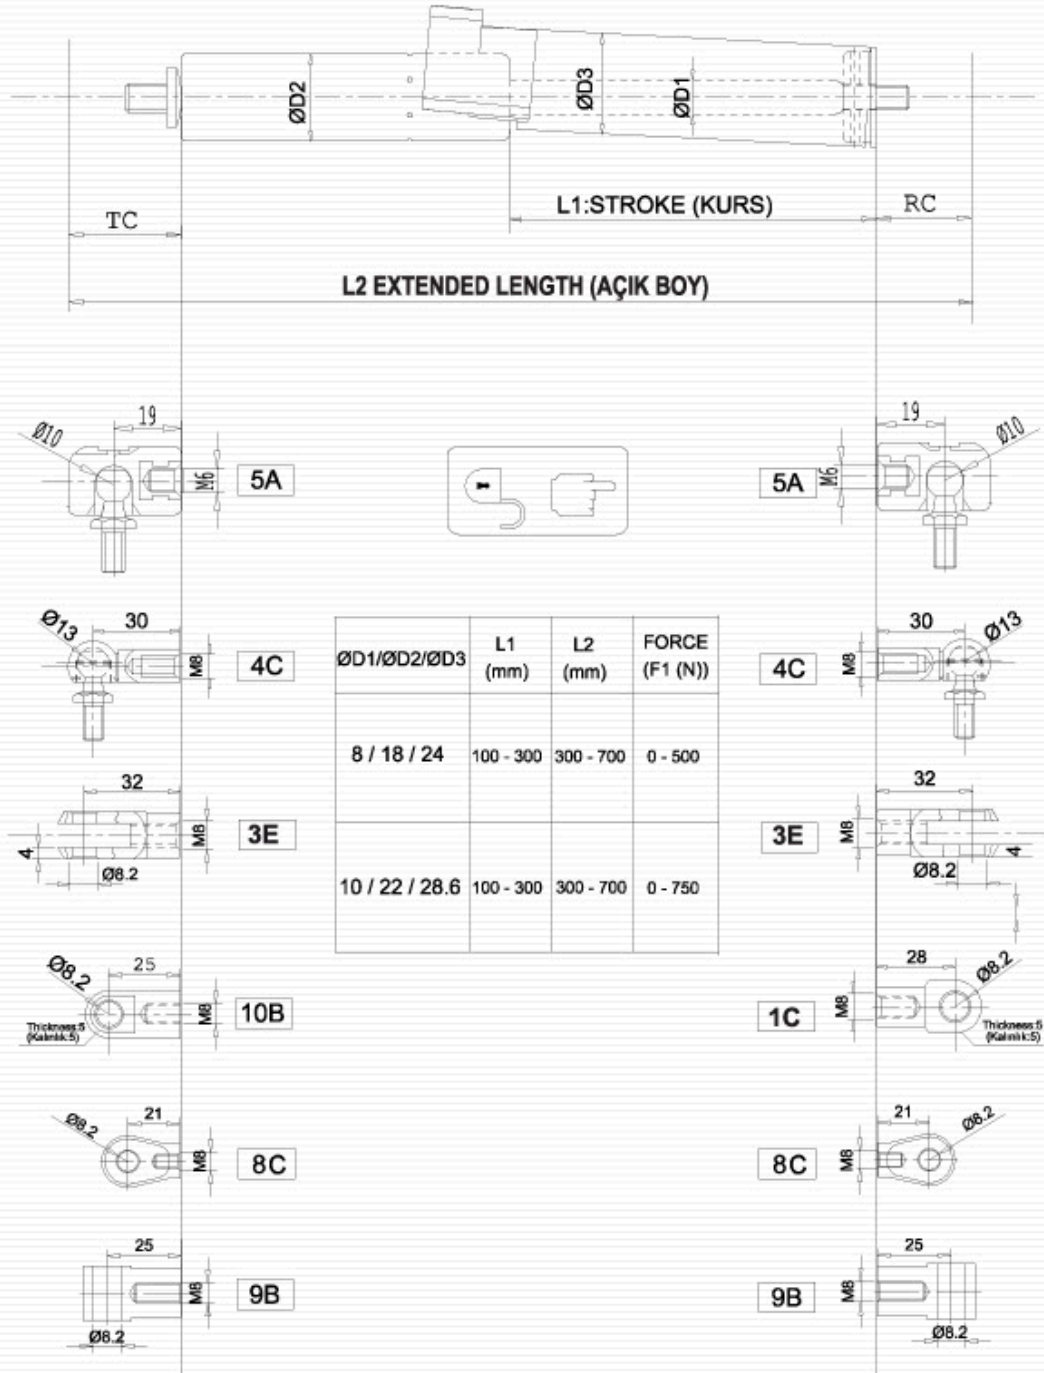 ØD2
ØD3
ØD1
L1:STROKE (KURS)
TC
RC
L2 EXTENDED LENGTH (AÇIK BOY)
19
Ø10
M6
5A
19
Ø10
M6
5A
30
Ø13
M8
4C
30
Ø13
M8
4C
ØD1/ØD2/ØD3 L1 (mm) L2 (mm) FORCE (F1 (N))
8 / 18 / 24 100 - 300 300 - 700 0 - 500
10 / 22 / 28.6 100 - 300 300 - 700 0 - 750
32
M8
3E
4
Ø8.2
32
M8
3E
4
Ø8.2
25
Ø8.2
M8
10B
Thickness:5
(Kalınlık:5)
28
Ø8.2
M8
1C
Thickness:5
(Kalınlık:5)
21
Ø8.2
M8
8C
21
Ø8.2
M8
8C
25
M8
9B
Ø8.2
25
M8
9B
Ø8.2